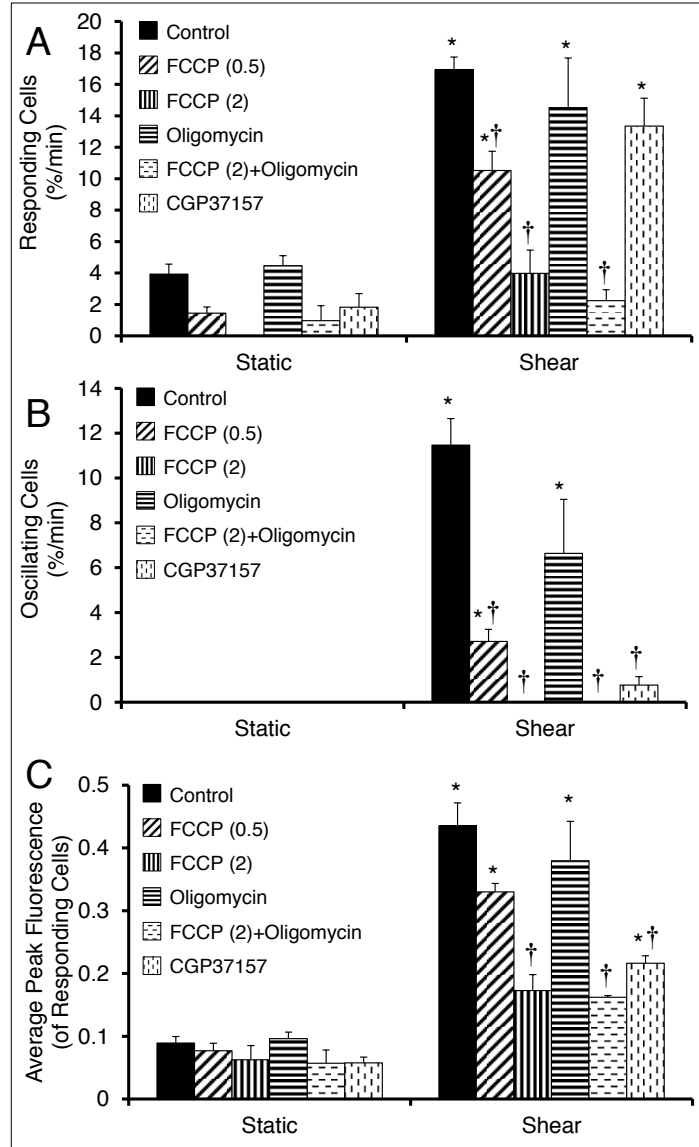 A
Responding Cells
(%/min)
20
18
16
14
12
10
8
6
4
2
0
Control
FCCP (0.5)
FCCP (2)
Oligomycin
FCCP (2)+Oligomycin
CGP37157
*
*†
†
*
†
*
Static
Shear
B
Oscillating Cells
(%/min)
14
12
10
8
6
4
2
0
Control
FCCP (0.5)
FCCP (2)
Oligomycin
FCCP (2)+Oligomycin
CGP37157
*
*†
†
*
†
†
Static
Shear
C
Average Peak Fluorescence
(of Responding Cells)
0.5
0.4
0.3
0.2
0.1
0
Control
FCCP (0.5)
FCCP (2)
Oligomycin
FCCP (2)+Oligomycin
CGP37157
*
*
†
*
†
*†
Static
Shear